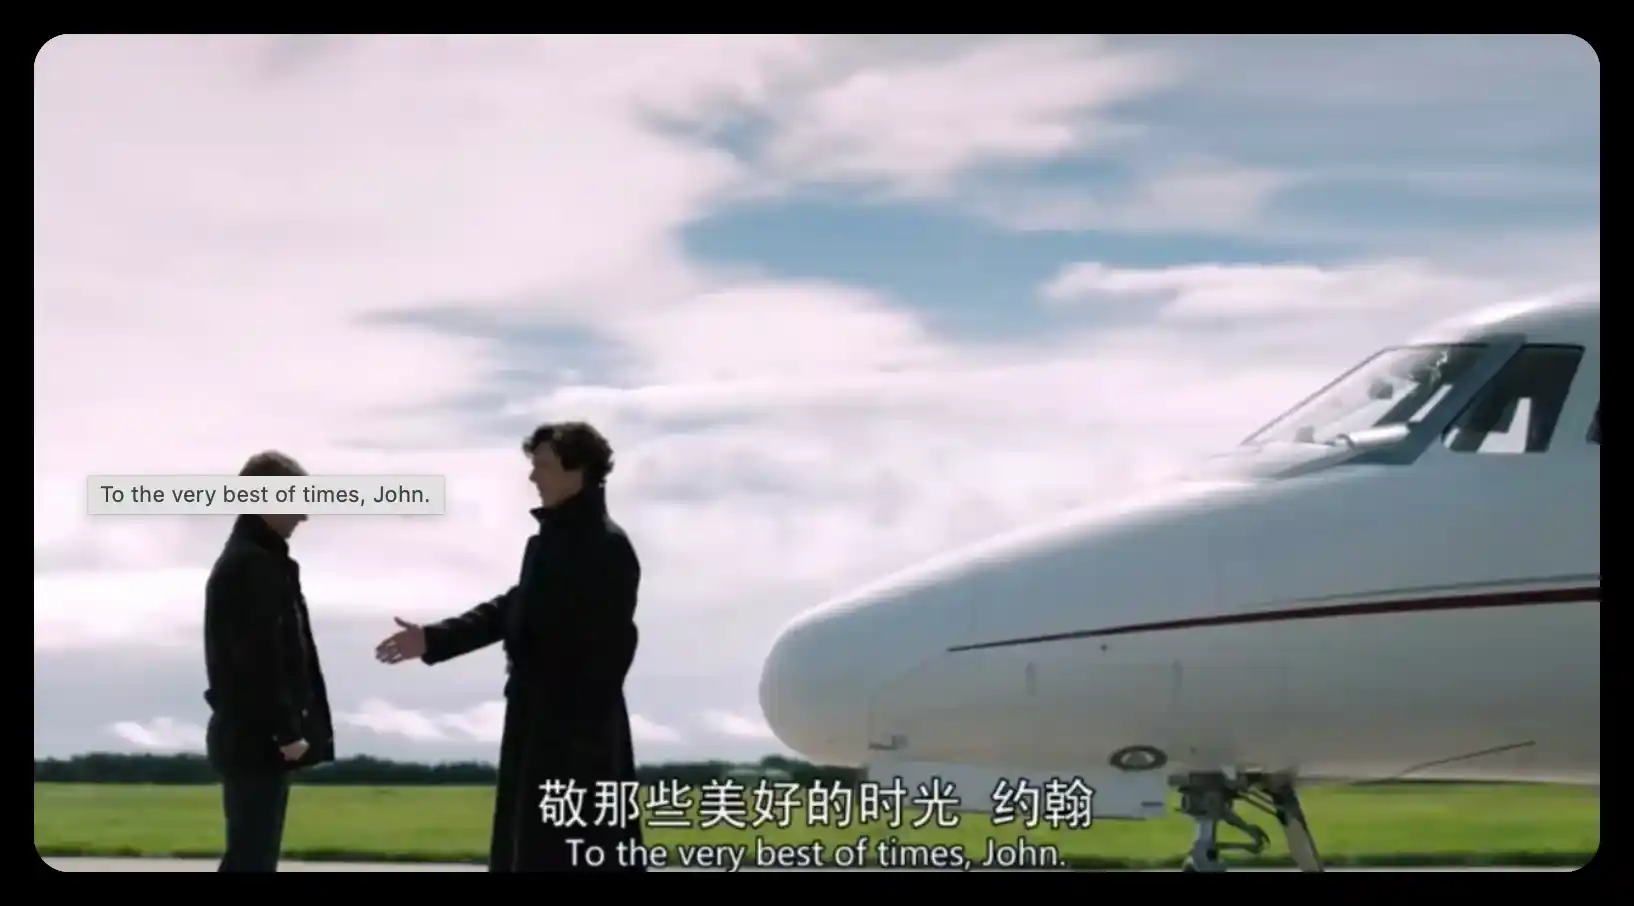 To the very best of times, John.
敬那些美好的时光 约翰
To the very best of times, John.